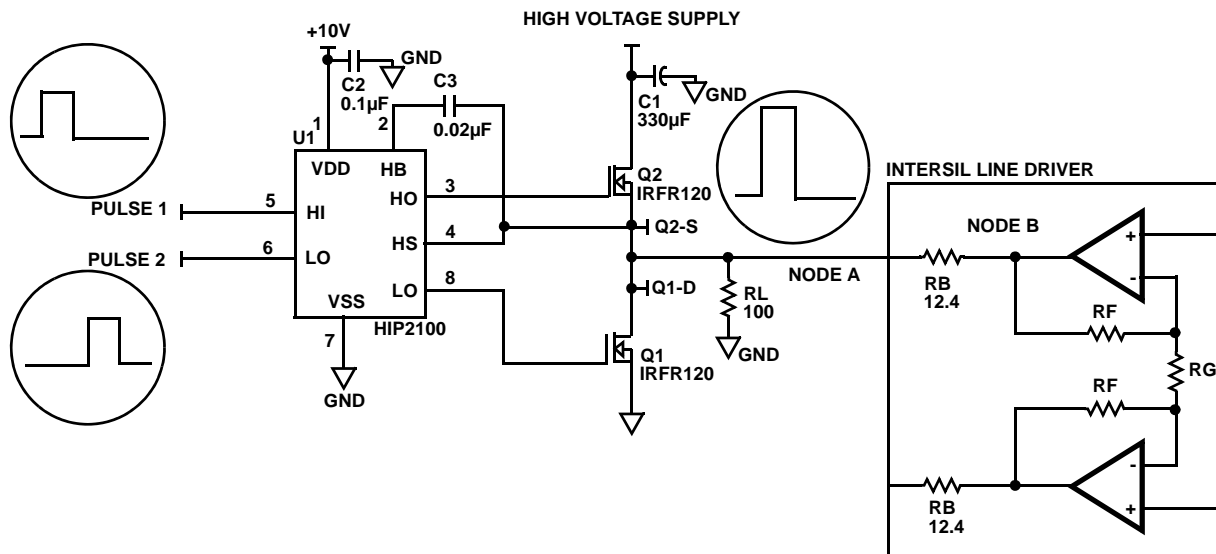 HIGH VOLTAGE SUPPLY
+10V
GND
C2
0.1µF
C3
0.02µF
GND
C1
330µF
1
2
U1
VDD
HB
Q2
IRFR120
INTERSIL LINE DRIVER
HO
3
PULSE 1
5
HI
Q2-S
NODE B
+
HS
4
PULSE 2
6
LO
NODE A
-
RB
12.4
Q1-D
LO
8
RL
100
VSS
RF
HIP2100
7
GND
Q1
IRFR120
RG
GND
RF
-
RB
12.4
+